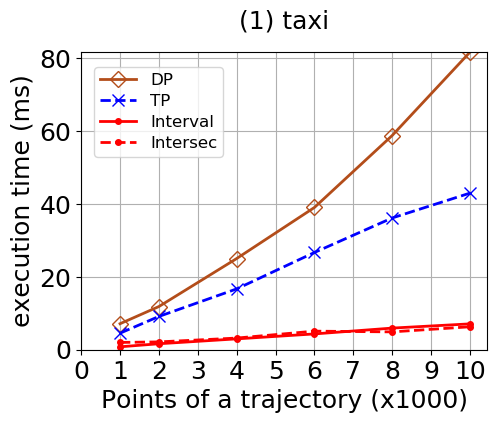 (1) taxi
execution time (ms)
80
60
40
20
0
DP
TP
Interval
Intersec
0 1 2 3 4 5 6 7 8 9 10
Points of a trajectory (x1000)